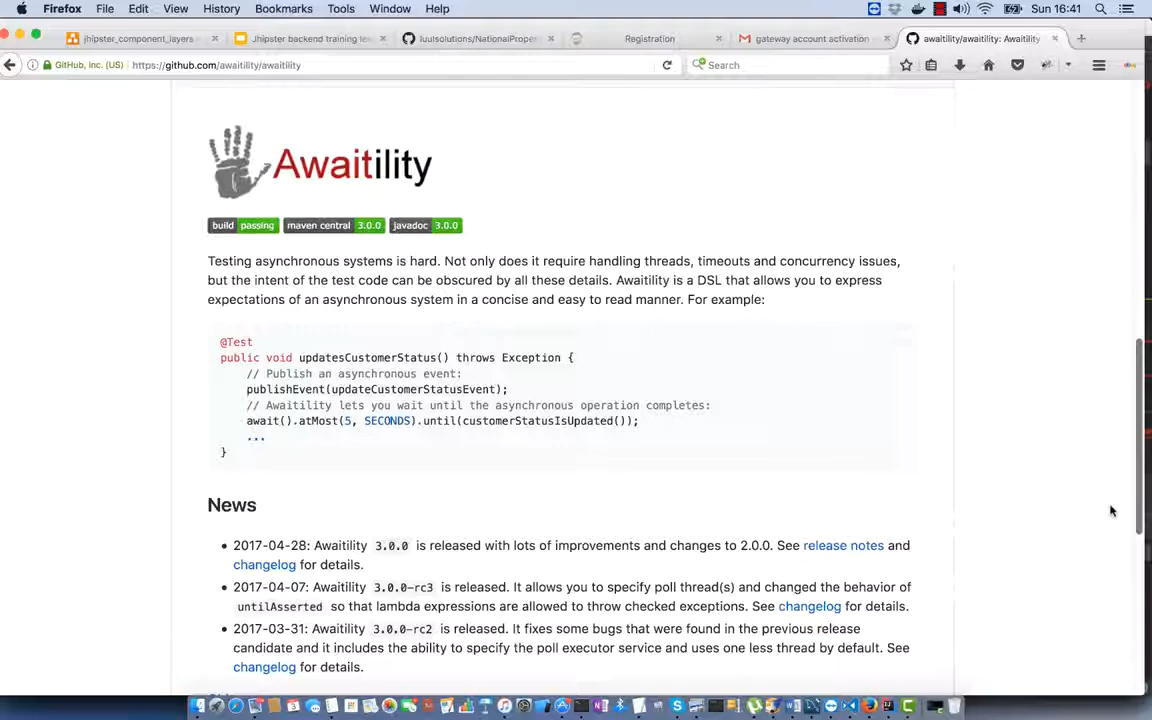 Firefox File Edit View History Bookmarks Tools Window Help Sun 16:41
jhipster_component_layers Jhipster backend training le luutsolutions/NationalPrope Registration gateway account activation awaitility/awaitility: Awaitility
GitHub, Inc. (US) https://github.com/awaitility/awaitility Search
Awaitility
build passing maven central 3.0.0 javadoc 3.0.0
Testing asynchronous systems is hard. Not only does it require handling threads, timeouts and concurrency issues,
but the intent of the test code can be obscured by all these details. Awaitility is a DSL that allows you to express
expectations of an asynchronous system in a concise and easy to read manner. For example:
@Test
public void updatesCustomerStatus() throws Exception {
// Publish an asynchronous event:
publishEvent(updateCustomerStatusEvent);
// Awaitility lets you wait until the asynchronous operation completes:
await().atMost(5, SECONDS).until(customerStatusIsUpdated());
...
}
News
• 2017-04-28: Awaitility 3.0.0 is released with lots of improvements and changes to 2.0.0. See release notes and
changelog for details.
• 2017-04-07: Awaitility 3.0.0-rc3 is released. It allows you to specify poll thread(s) and changed the behavior of
untilAsserted so that lambda expressions are allowed to throw checked exceptions. See changelog for details.
• 2017-03-31: Awaitility 3.0.0-rc2 is released. It fixes some bugs that were found in the previous release
candidate and it includes the ability to specify the poll executor service and uses one less thread by default. See
changelog for details.